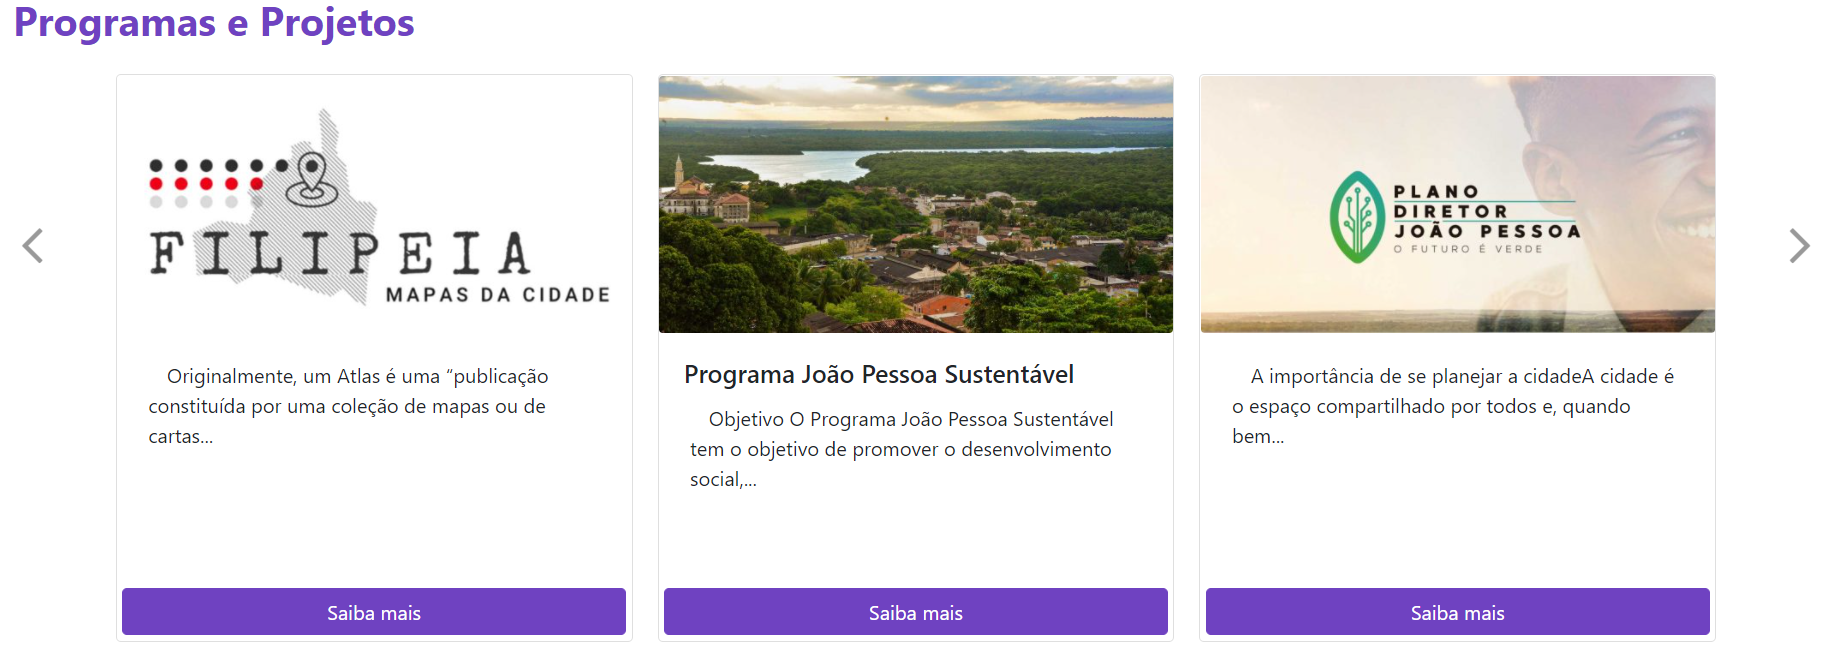 Programas e Projetos
FILIPEIA
MAPAS DA CIDADE
Originalmente, um Atlas é uma “publicação
constituída por uma coleção de mapas ou de
cartas...
Saiba mais
Programa João Pessoa Sustentável
Objetivo O Programa João Pessoa Sustentável
tem o objetivo de promover o desenvolvimento
social,...
Saiba mais
PLANO
DIRETOR
JOÃO PESSOA
O FUTURO É VERDE
A importância de se planejar a cidadeA cidade é
o espaço compartilhado por todos e, quando
bem...
Saiba mais